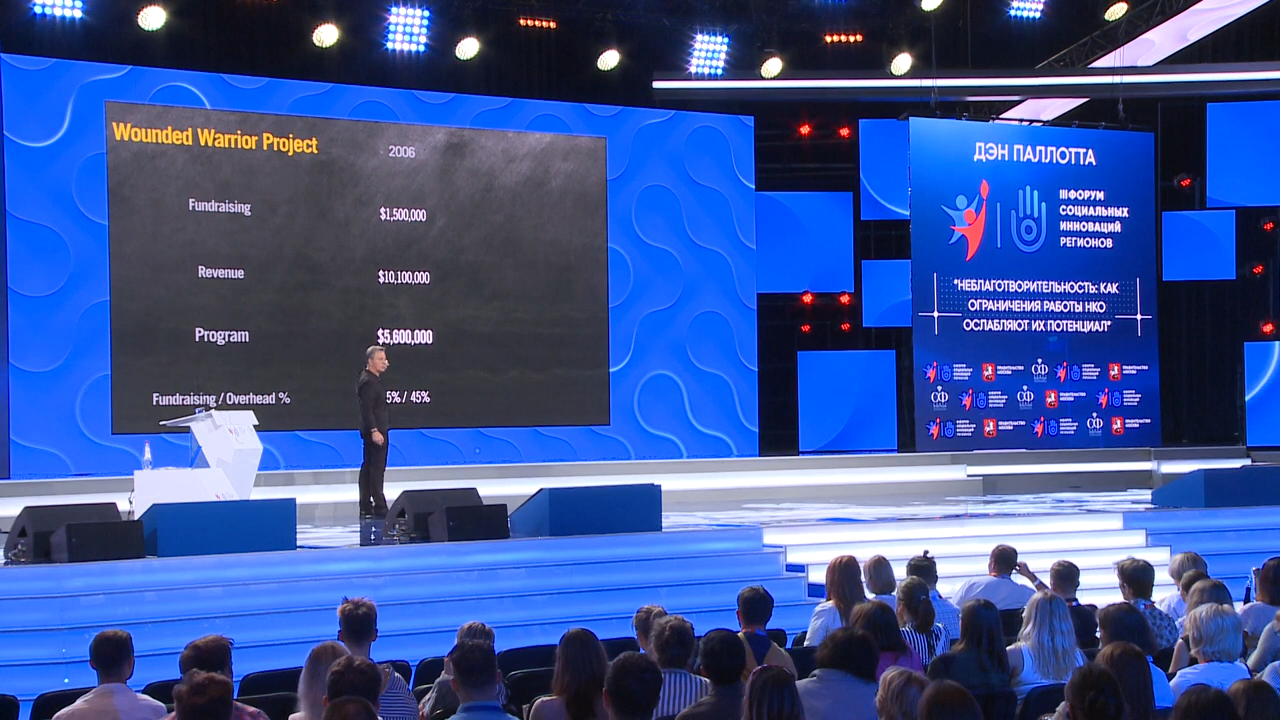 Wounded Warrior Project
2006
Fundraising
$1,500,000
Revenue
$10,100,000
Program
$5,600,000
Fundraising / Overhead %
5% / 45%
ДЭН ПАЛЛОТТА
III ФОРУМ
СОЦИАЛЬНЫХ
ИННОВАЦИЙ
РЕГИОНОВ
"НЕБЛАГОТВОРИТЕЛЬНОСТЬ: КАК
ОГРАНИЧЕНИЯ РАБОТЫ НКО
ОСЛАБЛЯЮТ ИХ ПОТЕНЦИАЛ"